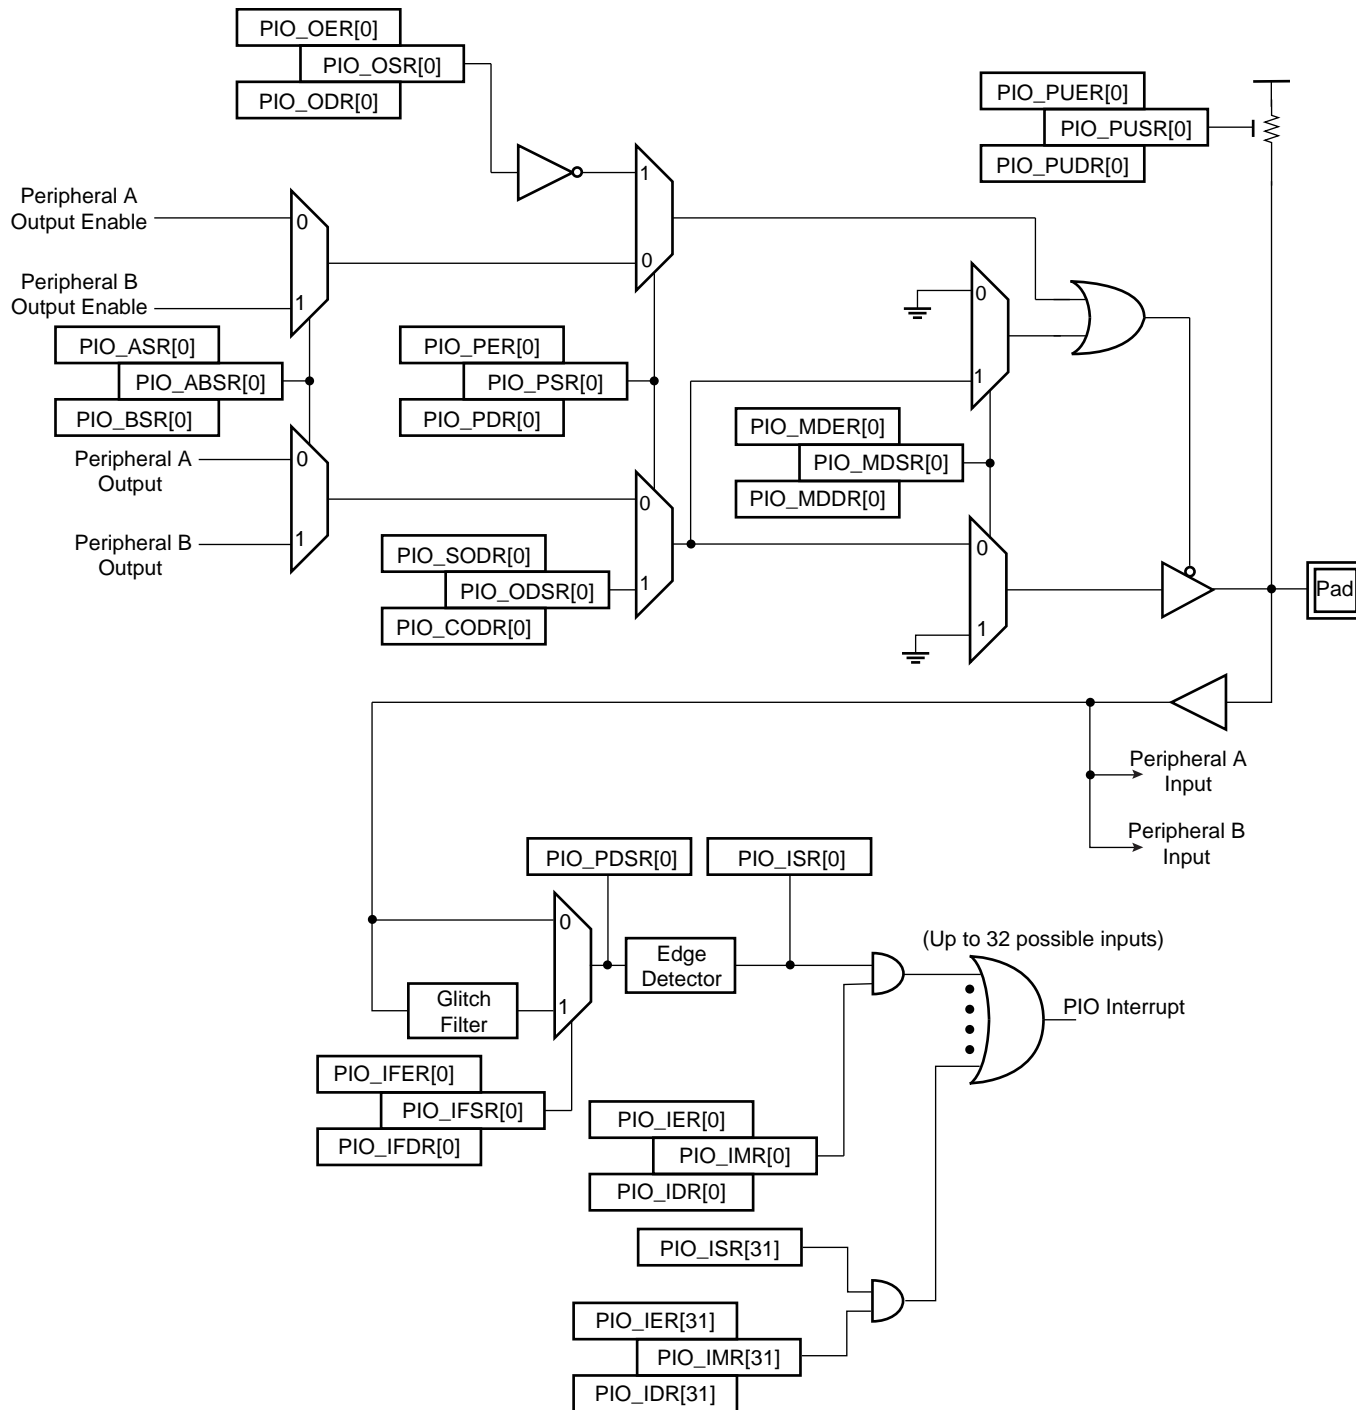 PIO_OER[0]
PIO_OSR[0]
PIO_ODR[0]
PIO_PUER[0]
PIO_PUSR[0]
PIO_PUDR[0]
1
Peripheral A
Output Enable
0
0
Peripheral B
Output Enable
1
0
PIO_ASR[0]
PIO_ABSR[0]
PIO_BSR[0]
PIO_PER[0]
PIO_PSR[0]
PIO_PDR[0]
1
PIO_MDER[0]
PIO_MDSR[0]
PIO_MDDR[0]
Peripheral A
Output
0
0
Peripheral B
Output
1
PIO_SODR[0]
PIO_ODSR[0]
PIO_CODR[0]
1
0
1
Pad
Peripheral A
Input
Peripheral B
Input
PIO_PDSR[0]
PIO_ISR[0]
0
Edge
Detector
(Up to 32 possible inputs)
Glitch
Filter
1
PIO Interrupt
PIO_IFER[0]
PIO_IFSR[0]
PIO_IFDR[0]
PIO_IER[0]
PIO_IMR[0]
PIO_IDR[0]
PIO_ISR[31]
PIO_IER[31]
PIO_IMR[31]
PIO_IDR[31]